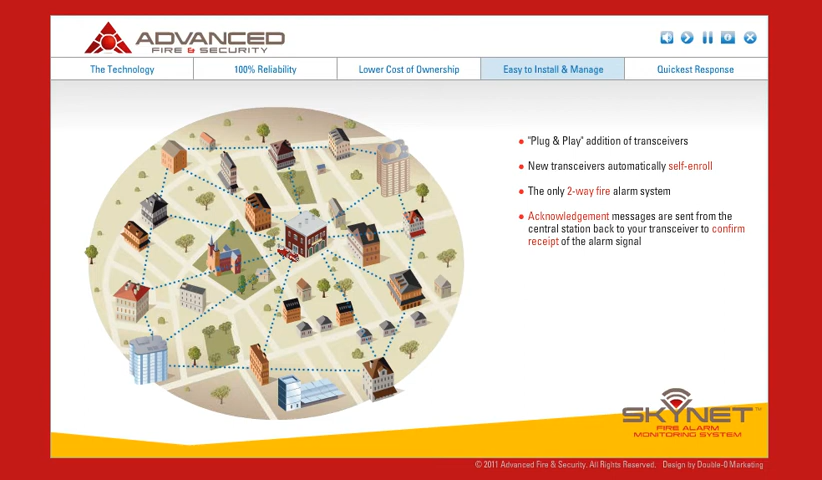 ADVANCED
FIRE & SECURITY
The Technology
100% Reliability
Lower Cost of Ownership
Easy to Install & Manage
Quickest Response
"Plug & Play" addition of transceivers
New transceivers automatically self-enroll
The only 2-way fire alarm system
Acknowledgement messages are sent from the
central station back to your transceiver to confirm
receipt of the alarm signal
SKYNET™
FIRE ALARM
MONITORING SYSTEM
© 2011 Advanced Fire & Security. All Rights Reserved. Design by Double-0 Marketing